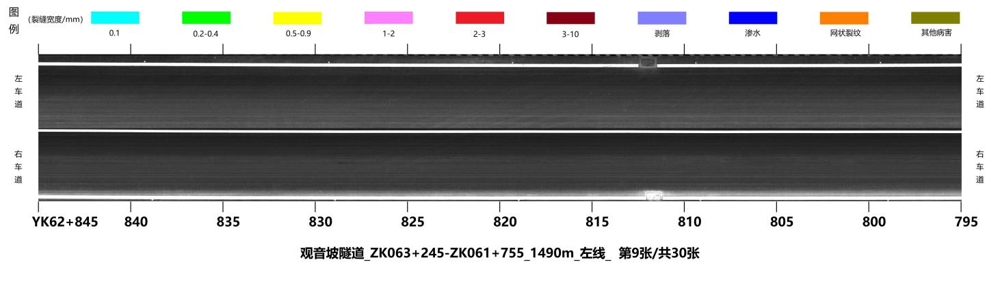 图例 (裂缝宽度/mm) 0.1 0.2-0.4 0.5-0.9 1-2 2-3 3-10 剥落 渗水 网状裂纹 其他病害
左车道 左车道
右车道 右车道
YK62+845 840 835 830 825 820 815 810 805 800 795
观音坡隧道_ZK063+245-ZK061+755_1490m_左线_ 第9张/共30张